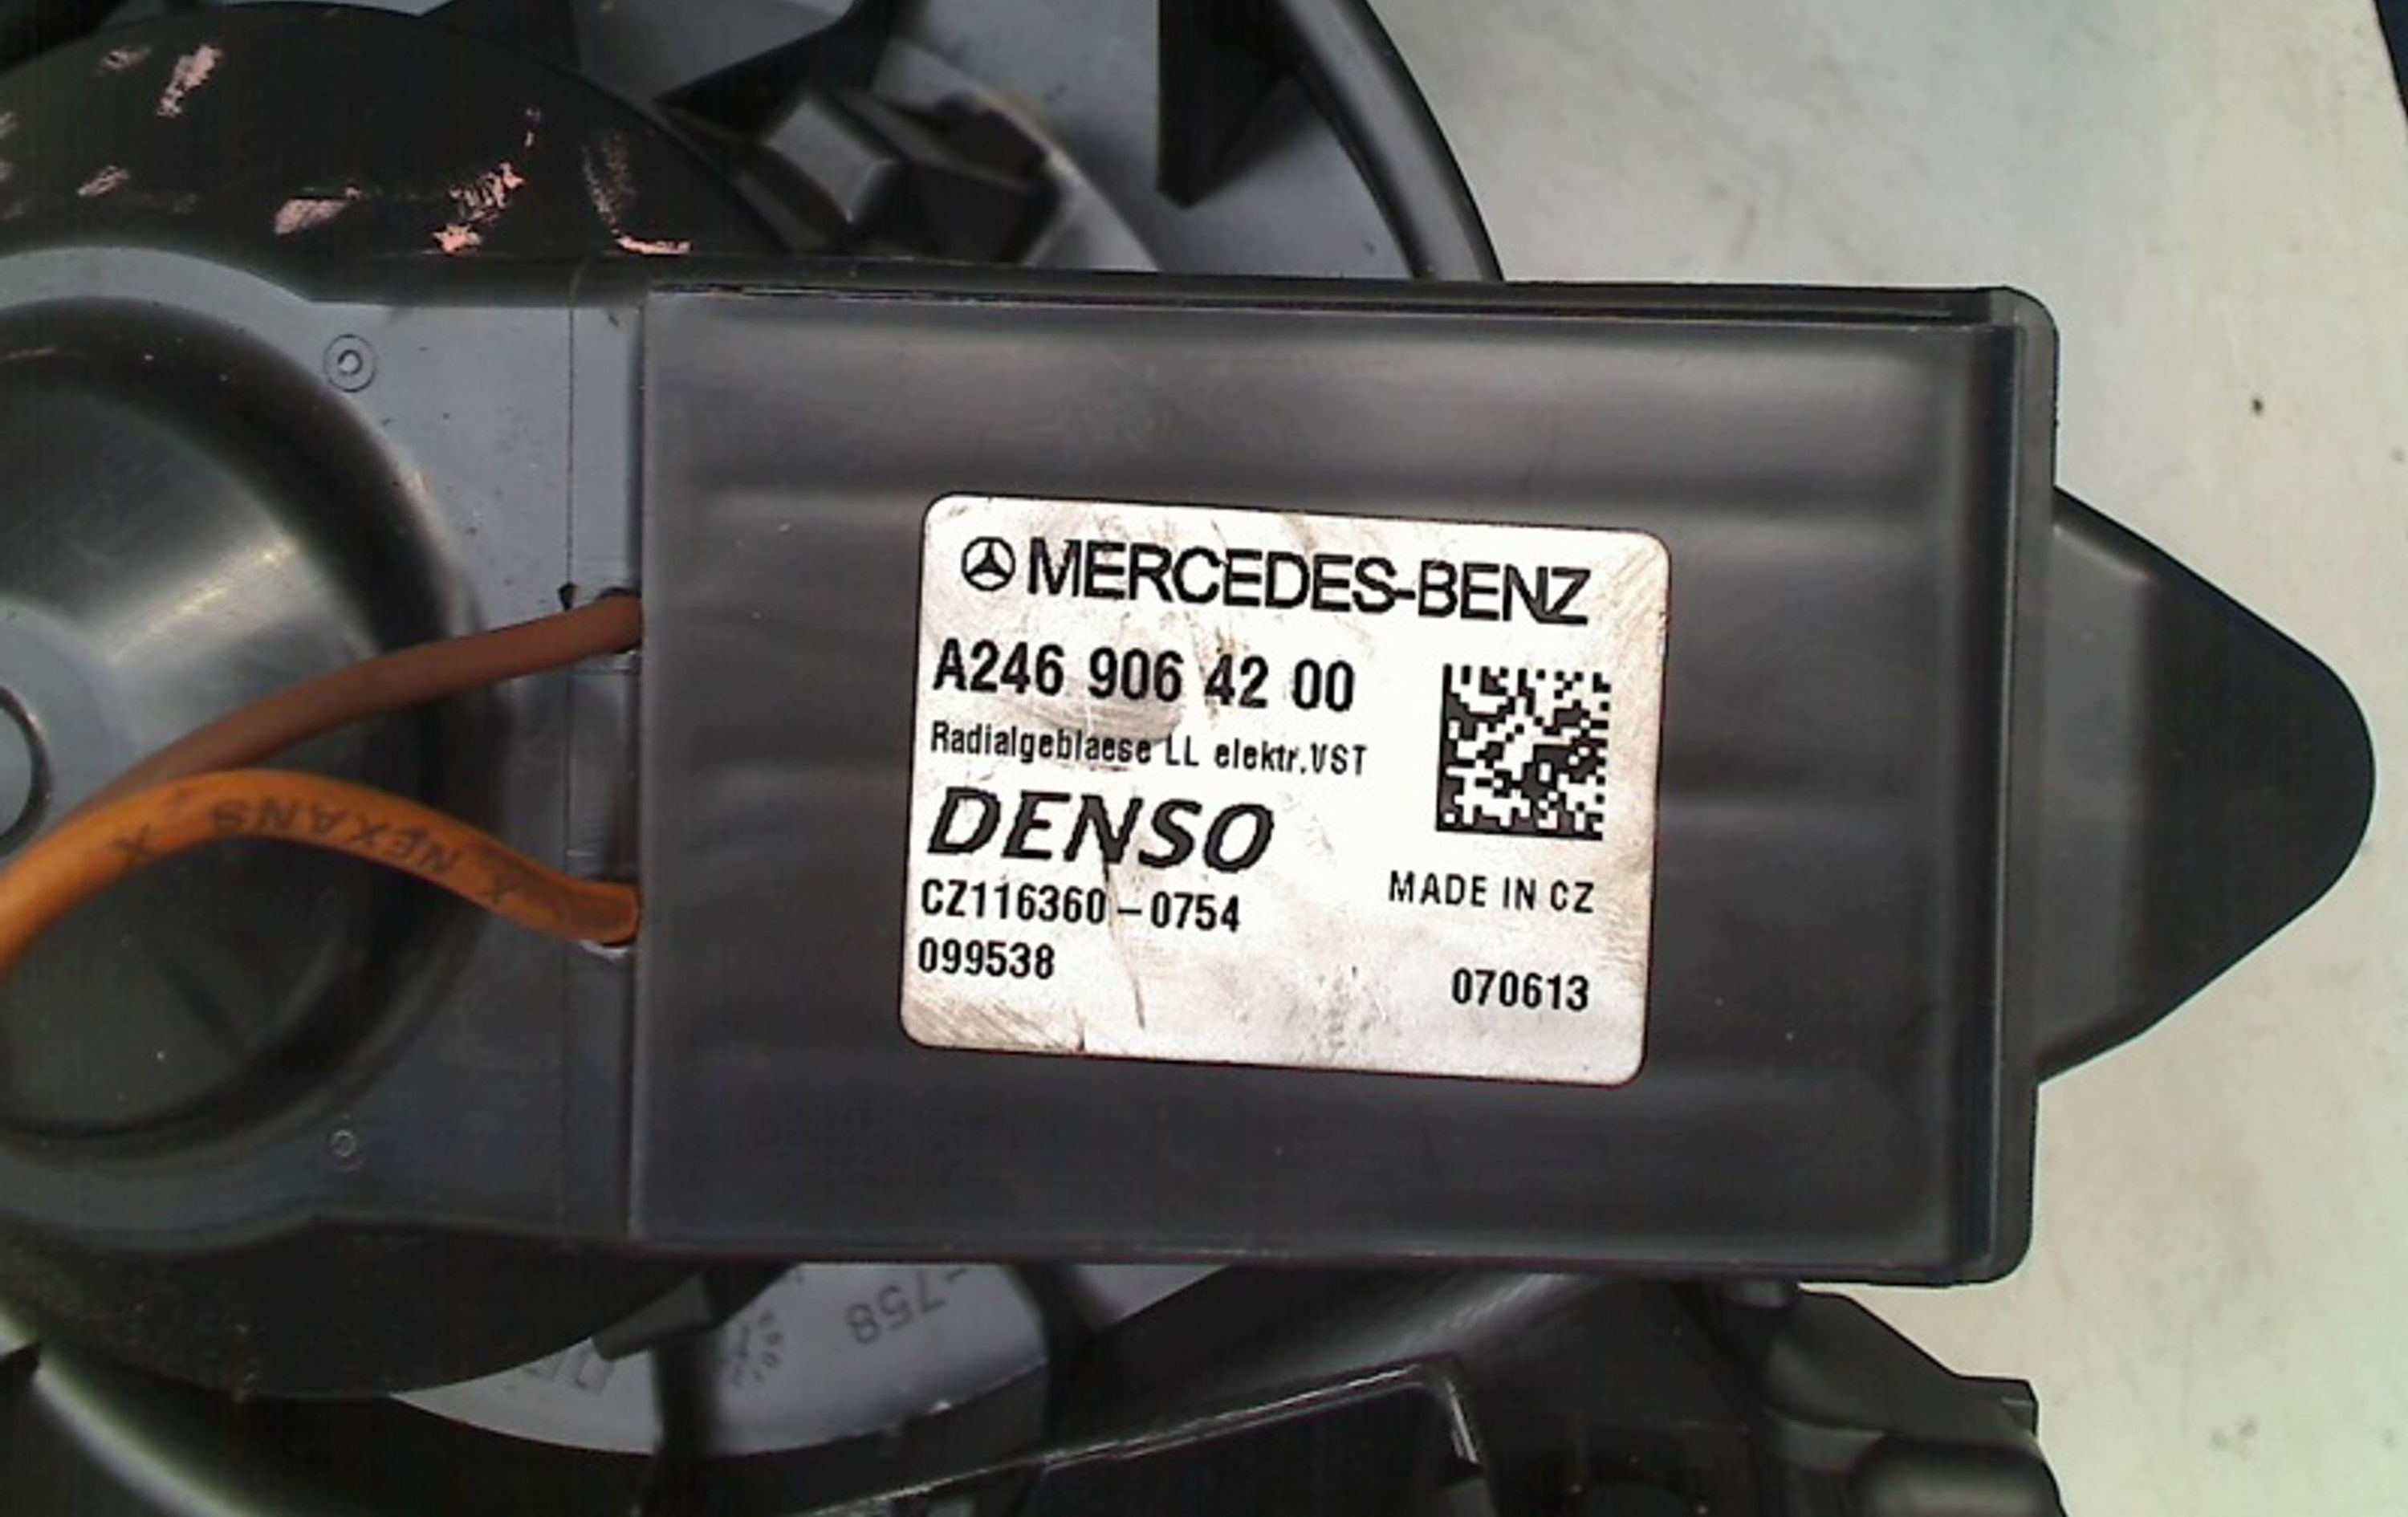 MERCEDES-BENZ
A246 906 42 00
Radialgeblaese LL elektr.VST
DENSO
CZ116360-0754
MADE IN CZ
099538
070613
X NEXANS X
-758